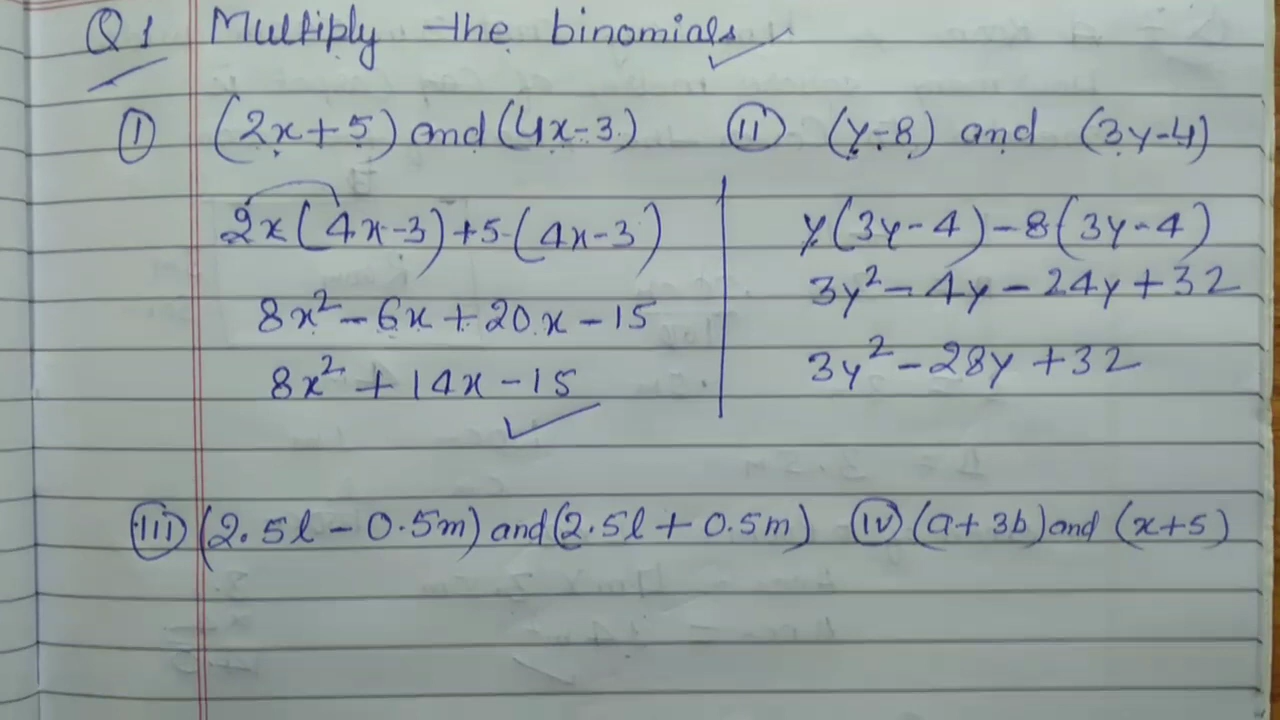 Q1 Multiply the binomials
(i) (2x+5) and (4x-3) (ii) (y-8) and (3y-4)
2x(4x-3)+5(4x-3)
8x²-6x+20x-15
8x²+14x-15
y(3y-4)-8(3y-4)
3y²-4y-24y+32
3y²-28y+32
(iii) (2.5l-0.5m) and (2.5l+0.5m) (iv) (a+3b) and (x+5)